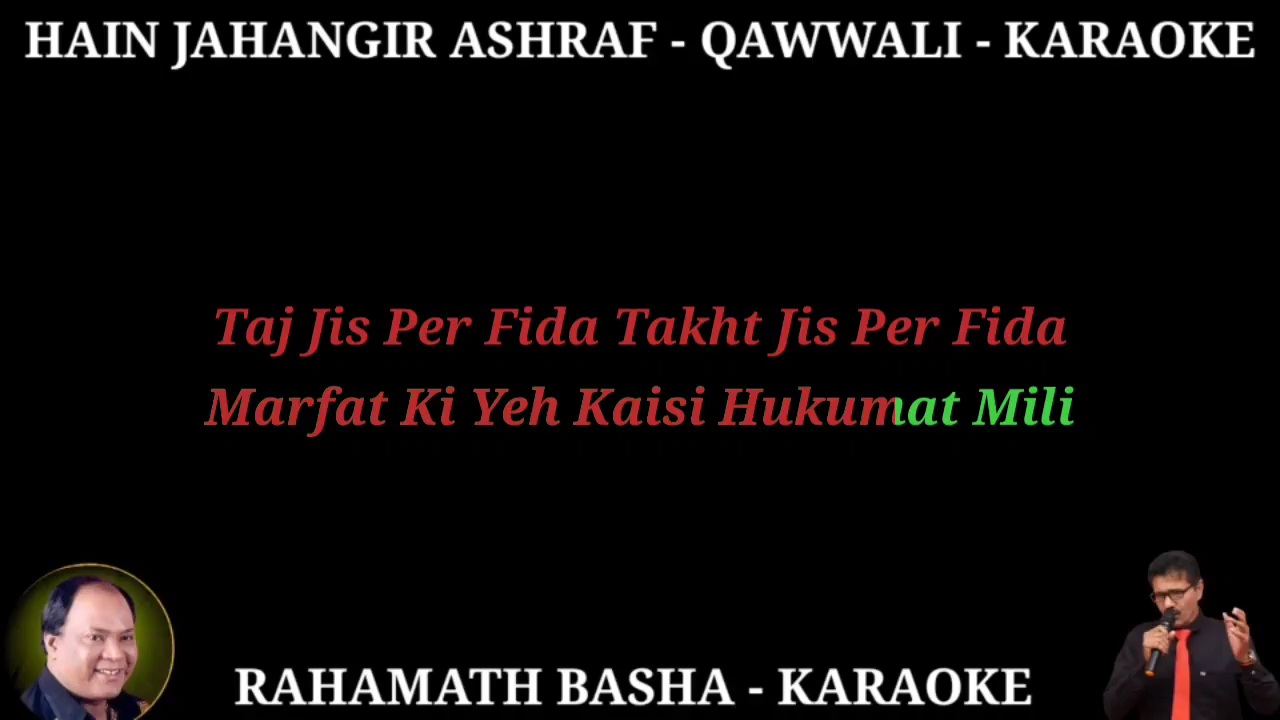 HAIN JAHANGIR ASHRAF - QAWWALI - KARAOKE
Taj Jis Per Fida Takht Jis Per Fida
Marfat Ki Yeh Kaisi Hukumat Mili
RAHAMATH BASHA - KARAOKE